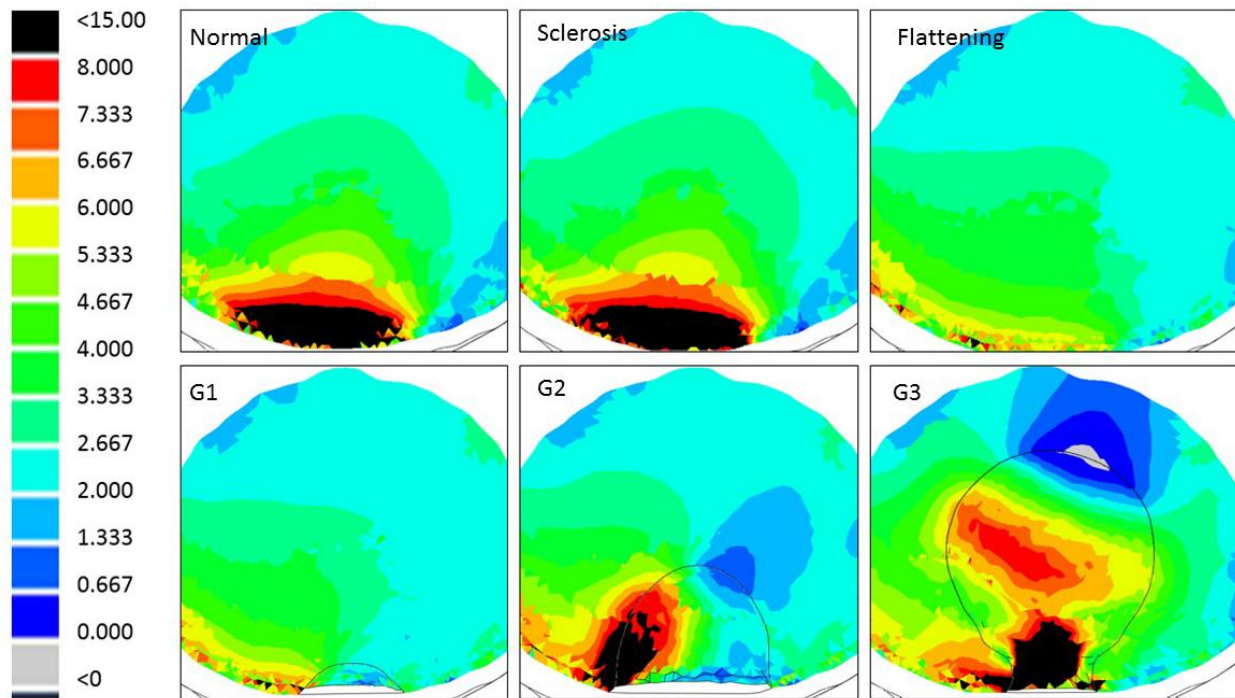 <15.00
8.000
7.333
6.667
6.000
5.333
4.667
4.000
3.333
2.667
2.000
1.333
0.667
0.000
<0
Normal
Sclerosis
Flattening
G1
G2
G3